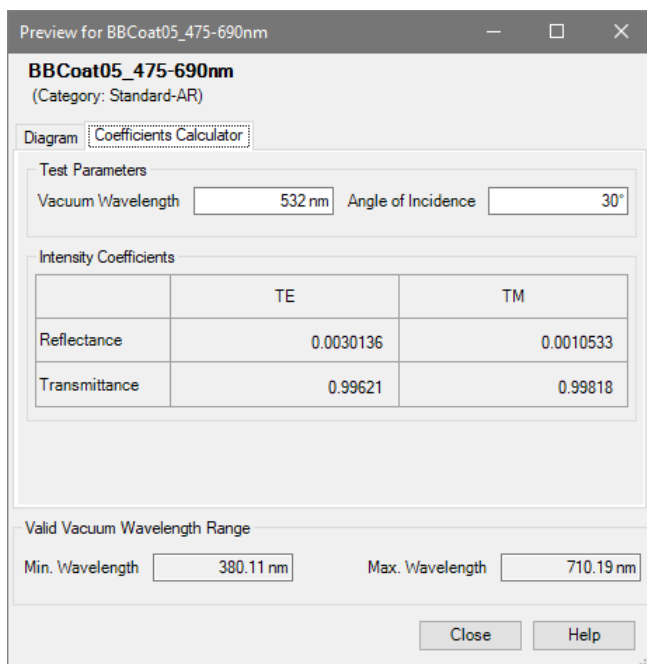 Preview for BBCoat05_475-690nm
BBCoat05_475-690nm
(Category: Standard-AR)
Diagram Coefficients Calculator
Test Parameters
Vacuum Wavelength 532 nm Angle of Incidence 30°
Intensity Coefficients
TE TM
Reflectance 0.0030136 0.0010533
Transmittance 0.99621 0.99818
Valid Vacuum Wavelength Range
Min. Wavelength 380.11 nm Max. Wavelength 710.19 nm
Close Help